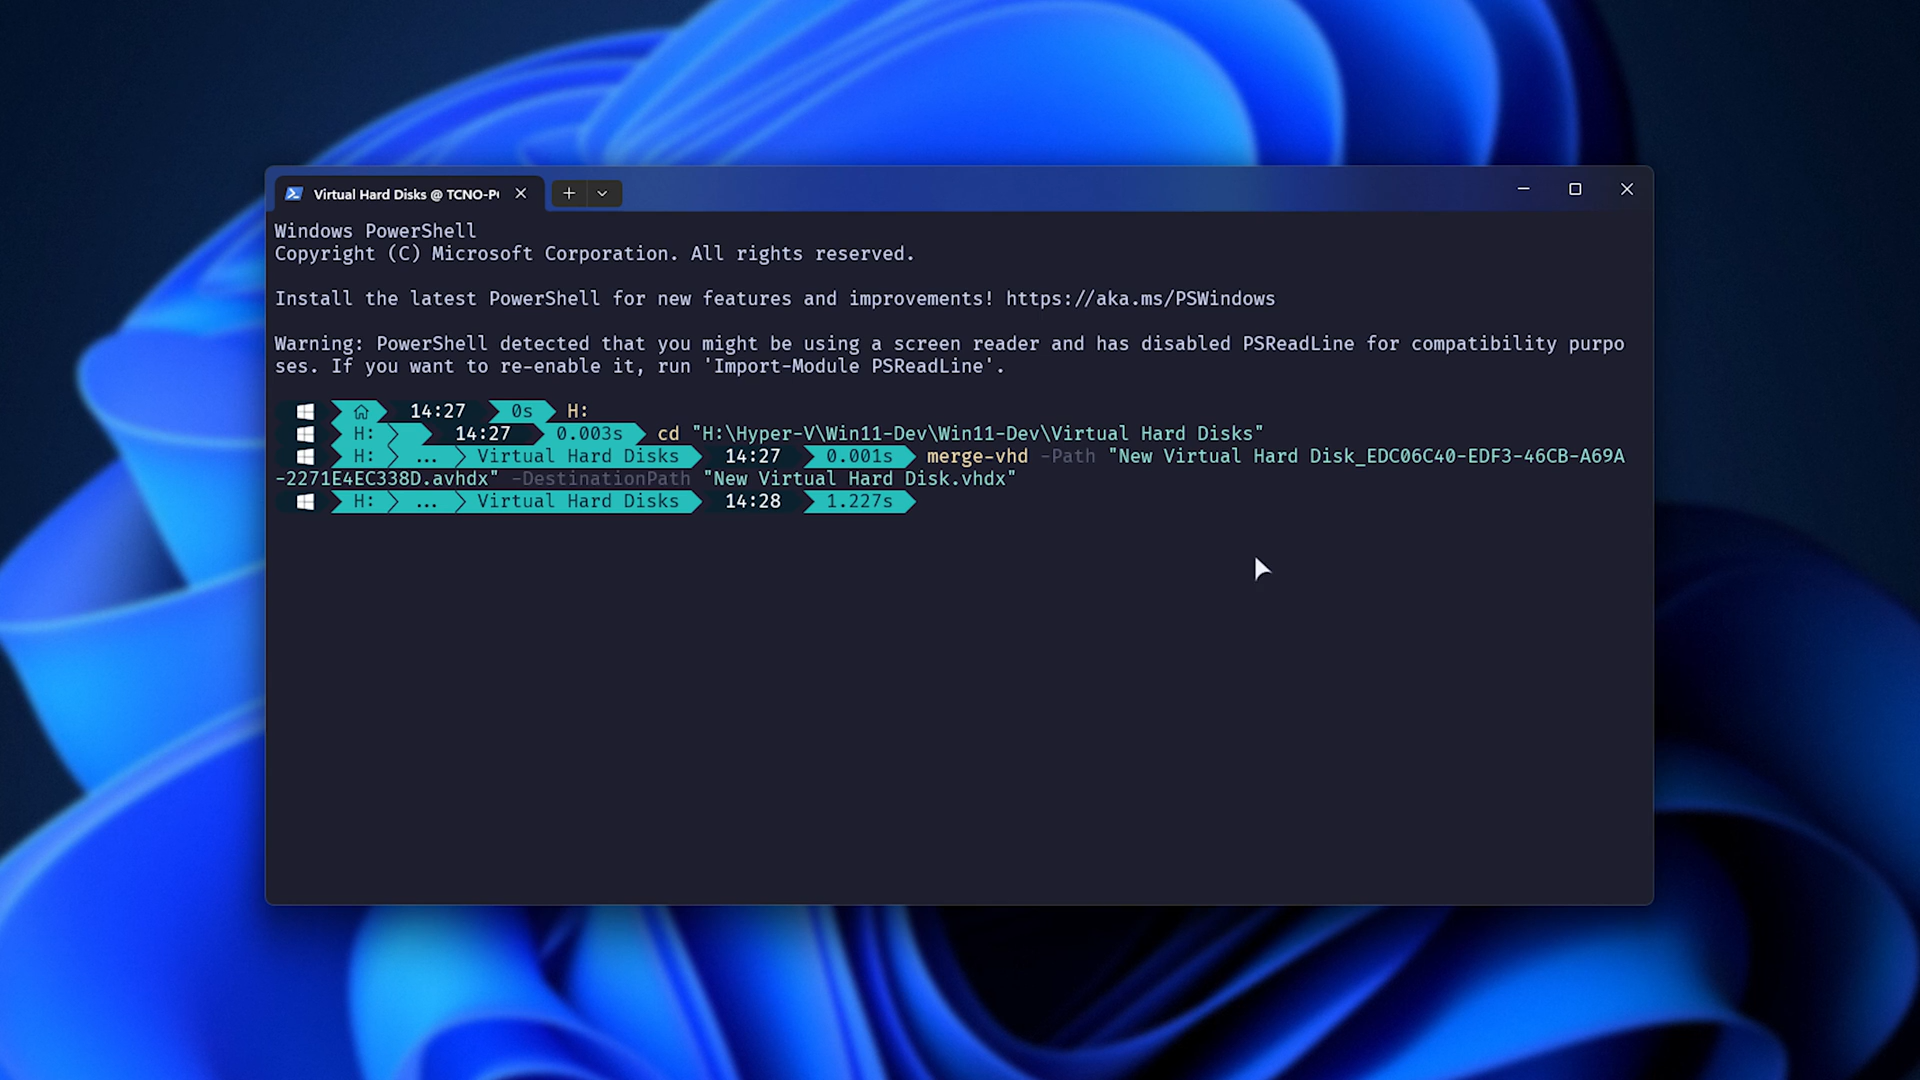 Virtual Hard Disks @ TCNO-P
Windows PowerShell
Copyright (C) Microsoft Corporation. All rights reserved.
Install the latest PowerShell for new features and improvements! https://aka.ms/PSWindows
Warning: PowerShell detected that you might be using a screen reader and has disabled PSReadLine for compatibility purpo
ses. If you want to re-enable it, run 'Import-Module PSReadLine'.
14:27 0s H:
H: 14:27 0.003s cd "H:\Hyper-V\Win11-Dev\Win11-Dev\Virtual Hard Disks"
H: ... Virtual Hard Disks 14:27 0.001s merge-vhd -Path "New Virtual Hard Disk_EDC06C40-EDF3-46CB-A69A
-2271E4EC338D.avhdx" -DestinationPath "New Virtual Hard Disk.vhdx"
H: ... Virtual Hard Disks 14:28 1.227s